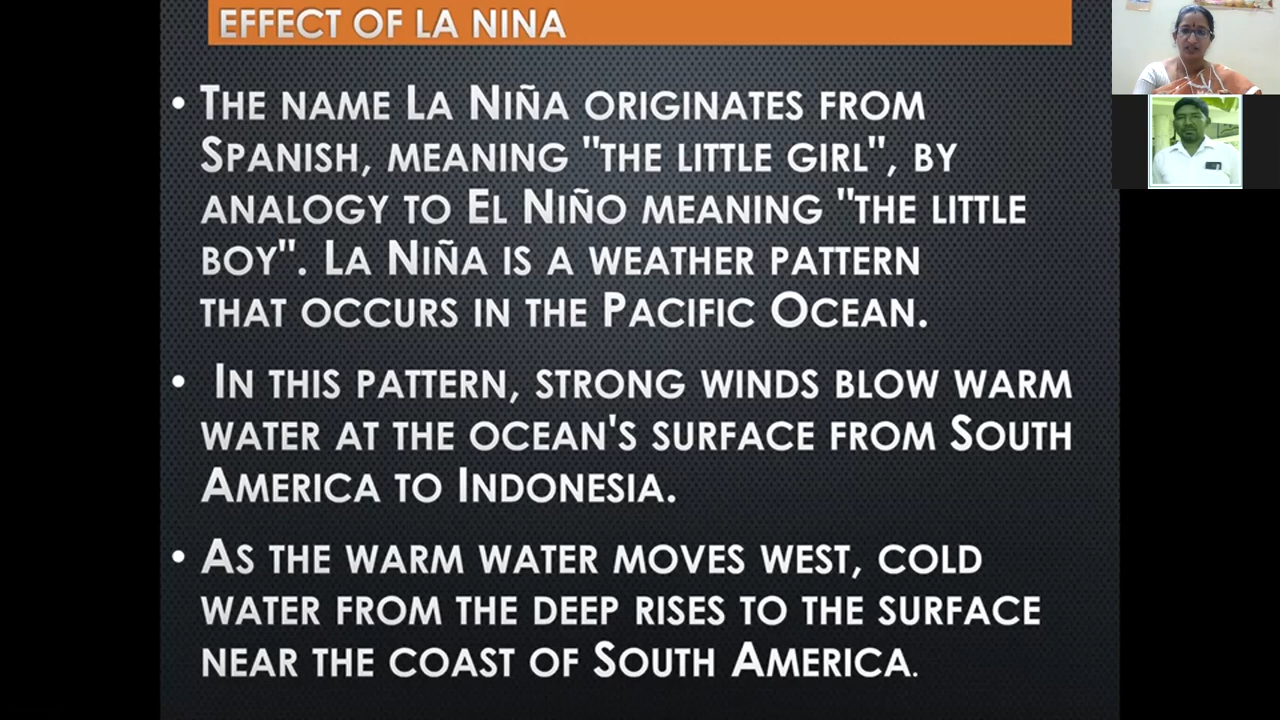 EFFECT OF LA NINA
• THE NAME LA NIÑA ORIGINATES FROM
SPANISH, MEANING "THE LITTLE GIRL", BY
ANALOGY TO EL NIÑO MEANING "THE LITTLE
BOY". LA NIÑA IS A WEATHER PATTERN
THAT OCCURS IN THE PACIFIC OCEAN.
• IN THIS PATTERN, STRONG WINDS BLOW WARM
WATER AT THE OCEAN'S SURFACE FROM SOUTH
AMERICA TO INDONESIA.
• AS THE WARM WATER MOVES WEST, COLD
WATER FROM THE DEEP RISES TO THE SURFACE
NEAR THE COAST OF SOUTH AMERICA.